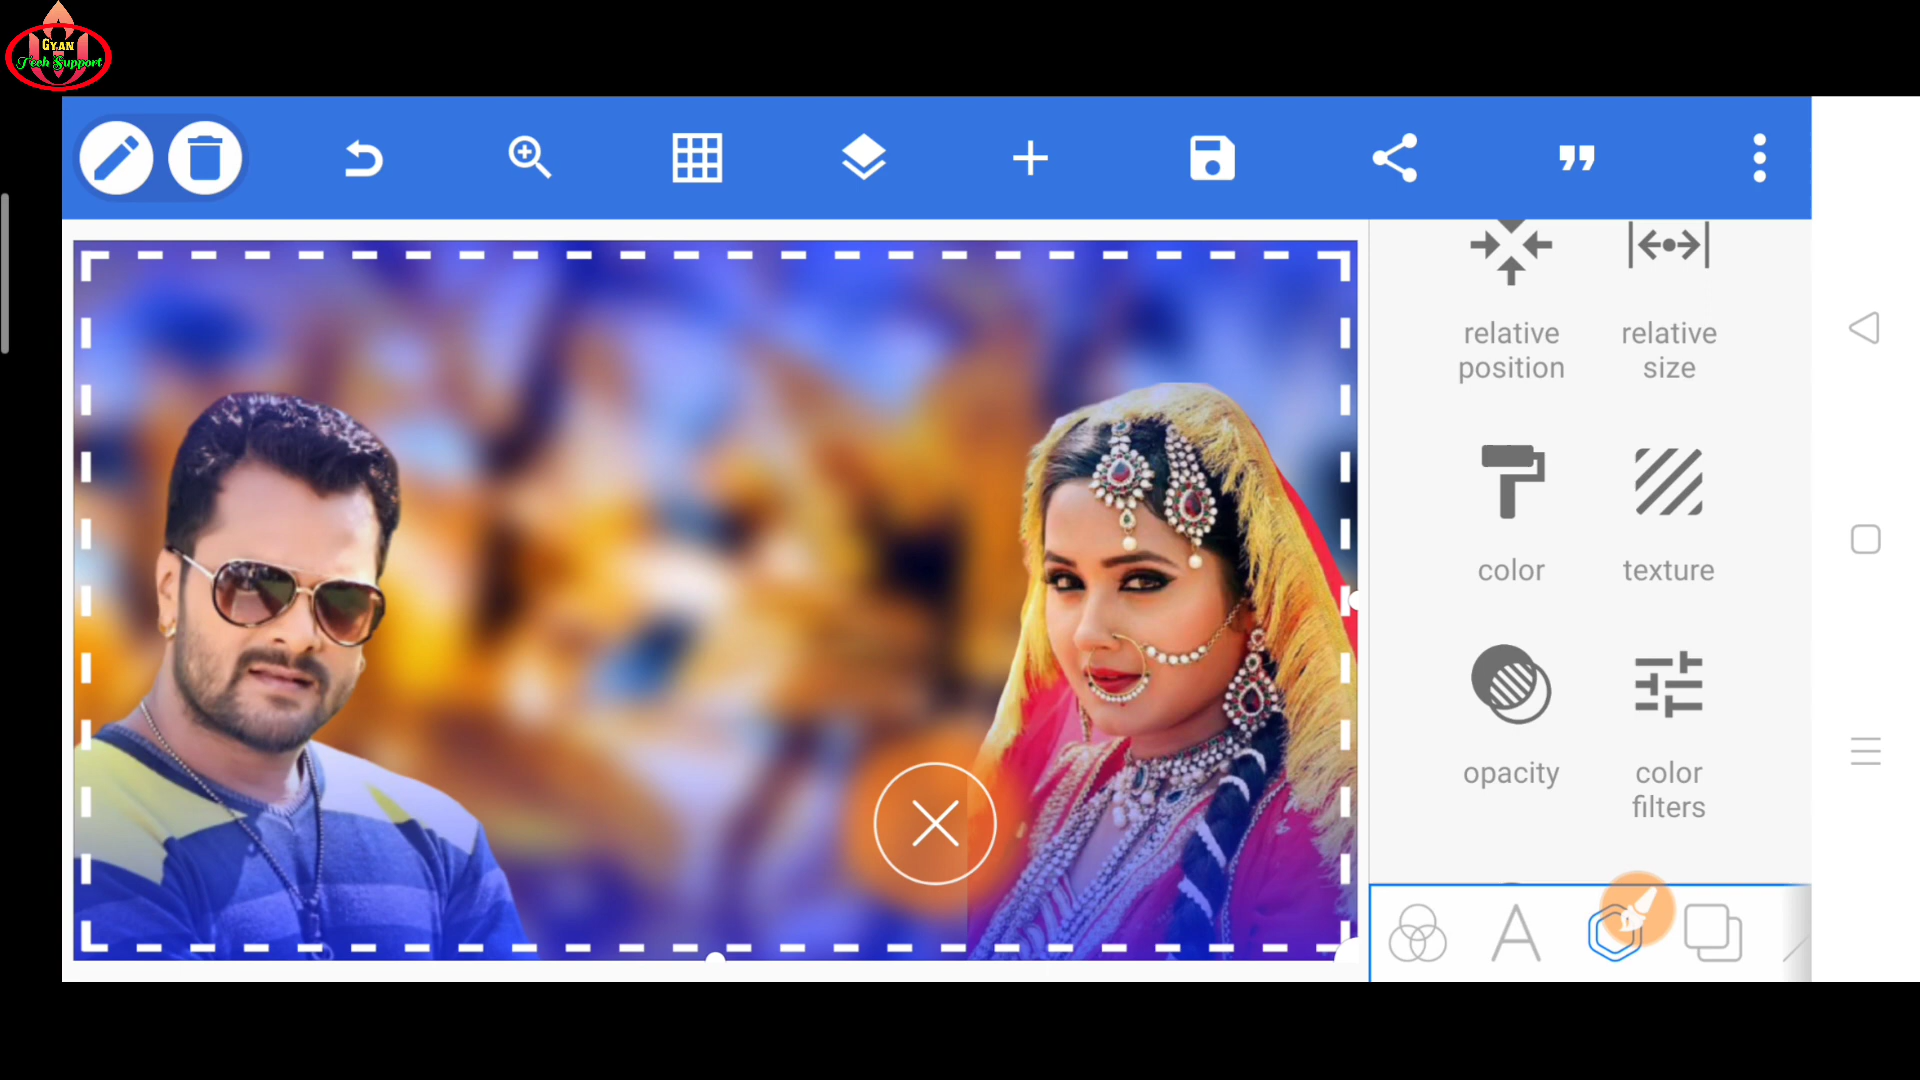 Gyan
Tech Support
relative
position
relative
size
color
texture
opacity
color
filters